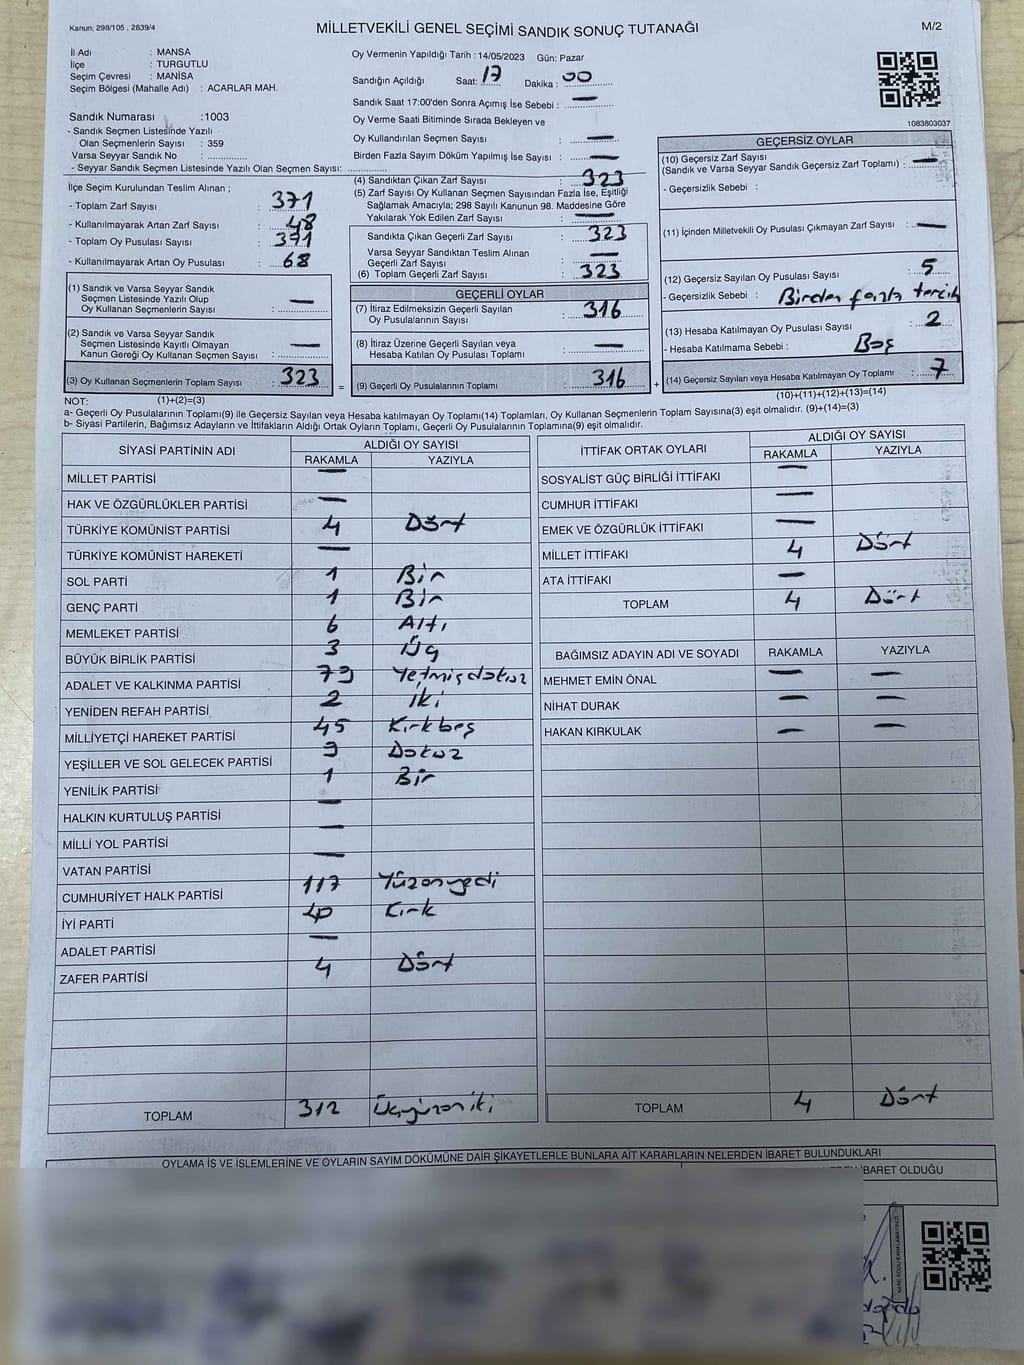 Kanun: 298/105 , 2839/4
MİLLETVEKİLİ GENEL SEÇİMİ SANDIK SONUÇ TUTANAĞI
M/2
İl Adı : MANSA
İlçe : TURGUTLU
Seçim Çevresi : MANİSA
Seçim Bölgesi (Mahalle Adı) : ACARLAR MAH.
Sandık Numarası : 1003
- Sandık Seçmen Listesinde Yazılı
Olan Seçmenlerin Sayısı : 359
Varsa Seyyar Sandık No : ..............
- Seyyar Sandık Seçmen Listesinde Yazılı Olan Seçmen Sayısı: ..............
İlçe Seçim Kurulundan Teslim Alınan ;
- Toplam Zarf Sayısı : 371
- Kullanılmayarak Artan Zarf Sayısı : 48
- Toplam Oy Pusulası Sayısı : 391
- Kullanılmayarak Artan Oy Pusulası : 68
(1) Sandık ve Varsa Seyyar Sandık
Seçmen Listesinde Yazılı Olup
Oy Kullanan Seçmenlerin Sayısı : —
(2) Sandık ve Varsa Seyyar Sandık
Seçmen Listesinde Kayıtlı Olmayan
Kanun Gereği Oy Kullanan Seçmen Sayısı : —
(3) Oy Kullanan Seçmenlerin Toplam Sayısı : 323 =
Oy Vermenin Yapıldığı Tarih : 14/05/2023 Gün: Pazar
Sandığın Açıldığı Saat: 17 Dakika : 00
Sandık Saat 17:00'den Sonra Açımış İse Sebebi : —
Oy Verme Saati Bitiminde Sırada Bekleyen ve
Oy Kullandırılan Seçmen Sayısı : —
Birden Fazla Sayım Döküm Yapılmış İse Sayısı : —
(4) Sandıktan Çıkan Zarf Sayısı : 323
(5) Zarf Sayısı Oy Kullanan Seçmen Sayısından Fazla İse, Eşitliği
Sağlamak Amacıyla; 298 Sayılı Kanunun 98. Maddesine Göre
Yakılarak Yok Edilen Zarf Sayısı : —
Sandıkta Çıkan Geçerli Zarf Sayısı : 323
Varsa Seyyar Sandıktan Teslim Alınan
Geçerli Zarf Sayısı : —
(6) Toplam Geçerli Zarf Sayısı : 323
GEÇERLİ OYLAR
(7) İtiraz Edilmeksizin Geçerli Sayılan
Oy Pusulalarının Sayısı : 316
(8) İtiraz Üzerine Geçerli Sayılan veya
Hesaba Katılan Oy Pusulası Toplamı : —
(9) Geçerli Oy Pusulalarının Toplamı : 316 +
1083803037
GEÇERSİZ OYLAR
(10) Geçersiz Zarf Sayısı
(Sandık ve Varsa Seyyar Sandık Geçersiz Zarf Toplamı) : —
- Geçersizlik Sebebi :
(11) İçinden Milletvekili Oy Pusulası Çıkmayan Zarf Sayısı : —
(12) Geçersiz Sayılan Oy Pusulası Sayısı : 5
- Geçersizlik Sebebi : Birden fazla tercih
(13) Hesaba Katılmayan Oy Pusulası Sayısı : 2
- Hesaba Katılmama Sebebi : Boş
(14) Geçersiz Sayılan veya Hesaba Katılmayan Oy Toplamı : 7
(10)+(11)+(12)+(13)=(14)
NOT: (1)+(2)=(3)
a- Geçerli Oy Pusulalarının Toplamı(9) ile Geçersiz Sayılan veya Hesaba katılmayan Oy Toplamı(14) Toplamları, Oy Kullanan Seçmenlerin Toplam Sayısına(3) eşit olmalıdır. (9)+(14)=(3)
b- Siyasi Partilerin, Bağımsız Adayların ve İttifakların Aldığı Ortak Oyların Toplamı, Geçerli Oy Pusulalarının Toplamına(9) eşit olmalıdır.
SİYASİ PARTİNİN ADI ALDIĞI OY SAYISI
RAKAMLA YAZIYLA
MİLLET PARTİSİ —
HAK VE ÖZGÜRLÜKLER PARTİSİ —
TÜRKİYE KOMÜNİST PARTİSİ 4 Dört
TÜRKİYE KOMÜNİST HAREKETİ —
SOL PARTİ 1 Bir
GENÇ PARTİ 1 Bir
MEMLEKET PARTİSİ 6 Altı
BÜYÜK BİRLİK PARTİSİ 3 Üç
ADALET VE KALKINMA PARTİSİ 79 Yetmişdokuz
YENİDEN REFAH PARTİSİ 2 İki
MİLLİYETÇİ HAREKET PARTİSİ 45 Kırkbeş
YEŞİLLER VE SOL GELECEK PARTİSİ 9 Dokuz
YENİLİK PARTİSİ 1 Bir
HALKIN KURTULUŞ PARTİSİ —
MİLLİ YOL PARTİSİ —
VATAN PARTİSİ —
CUMHURİYET HALK PARTİSİ 117 Yüzonyedi
İYİ PARTİ 40 Kırk
ADALET PARTİSİ —
ZAFER PARTİSİ 4 Dört
TOPLAM 312 Üçyüzoniki
İTTİFAK ORTAK OYLARI ALDIĞI OY SAYISI
RAKAMLA YAZIYLA
SOSYALİST GÜÇ BİRLİĞİ İTTİFAKI —
CUMHUR İTTİFAKI —
EMEK VE ÖZGÜRLÜK İTTİFAKI —
MİLLET İTTİFAKI 4 Dört
ATA İTTİFAKI —
TOPLAM 4 Dört
BAĞIMSIZ ADAYIN ADI VE SOYADI RAKAMLA YAZIYLA
MEHMET EMİN ÖNAL — —
NİHAT DURAK — —
HAKAN KIRKULAK — —
TOPLAM 4 Dört
OYLAMA İŞ VE İŞLEMLERİNE VE OYLARIN SAYIM DÖKÜMÜNE DAİR ŞİKAYETLERLE BUNLARA AİT KARARLARIN NELERDEN İBARET BULUNDUKLARI
İBARET OLDUĞU